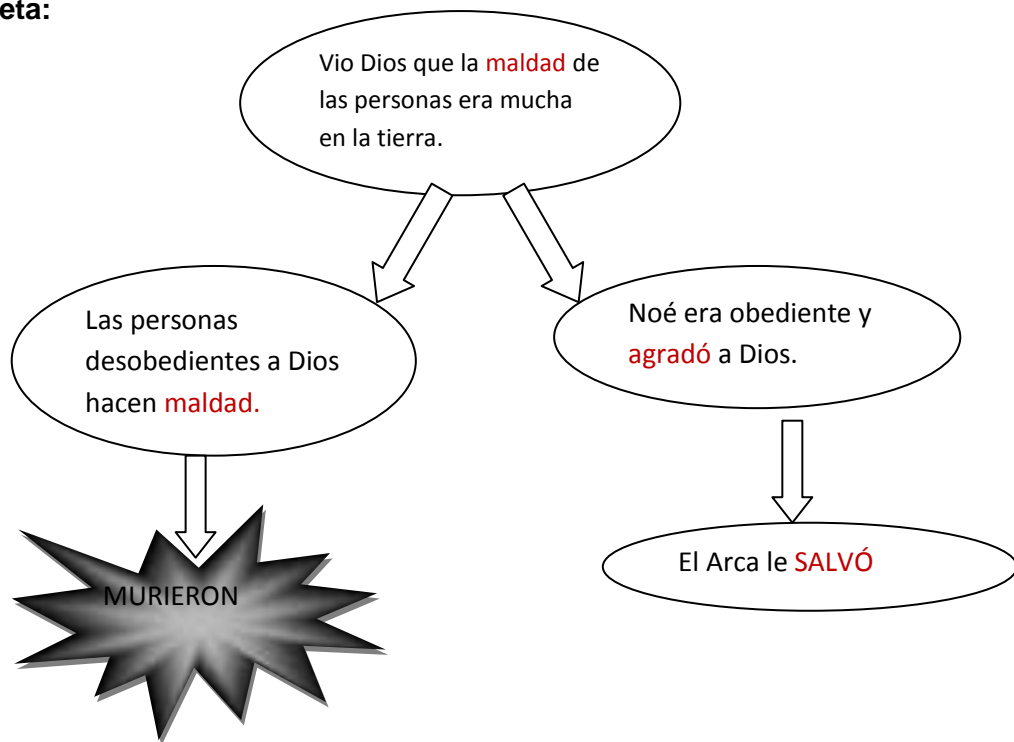 eta:
Vio Dios que la maldad de
las personas era mucha
en la tierra.
Las personas
desobedientes a Dios
hacen maldad.
Noé era obediente y
agradó a Dios.
MURIERON
El Arca le SALVÓ